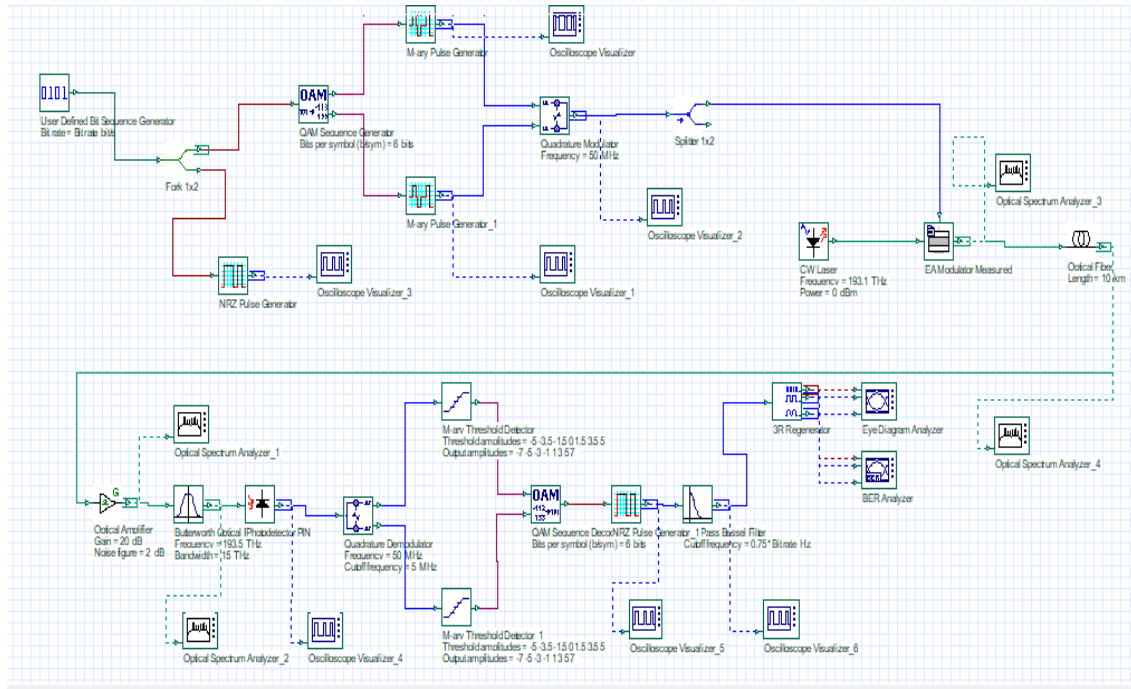 M-ary Pulse Generator
Oscilloscope Visualizer
0101
User Defined Bit Sequence Generator
Bit rate = Bit rate bit/s
QAM
QAM Sequence Generator
Bits per symbol (b/sym) = 6 bits
Quadrature Modulator
Frequency = 50 MHz
Splitter 1x2
Fork 1x2
M-ary Pulse Generator_1
Oscilloscope Visualizer_2
Optical Spectrum Analyzer_3
NRZ Pulse Generator
Oscilloscope Visualizer_3
Oscilloscope Visualizer_1
CW Laser
Frequency = 193.1 THz
Power = 0 dBm
EA Modulator Measured
Optical Fiber
Length = 10 km
Optical Spectrum Analyzer_1
M-ary Threshold Detector
Threshold amplitudes = -5 -3.5 -1.5 0 1.5 3.5 5
Output amplitudes = -7 -5 -3 -1 1 3 5 7
3R Regenerator
Eye Diagram Analyzer
Optical Spectrum Analyzer_4
BER Analyzer
G
Optical Amplifier
Gain = 20 dB
Noise figure = 2 dB
Butterworth Optical F
Frequency = 193.5 THz
Bandwidth = 15 THz
Photodetector PIN
Quadrature Demodulator
Frequency = 50 MHz
Cutoff frequency = 5 MHz
QAM
QAM Sequence Decod
Bits per symbol (b/sym) = 6 bits
NRZ Pulse Generator_1
Pass Bessel Filter
Cutoff frequency = 0.75 * Bit rate Hz
Optical Spectrum Analyzer_2
Oscilloscope Visualizer_4
M-ary Threshold Detector_1
Threshold amplitudes = -5 -3.5 -1.5 0 1.5 3.5 5
Output amplitudes = -7 -5 -3 -1 1 3 5 7
Oscilloscope Visualizer_5
Oscilloscope Visualizer_6